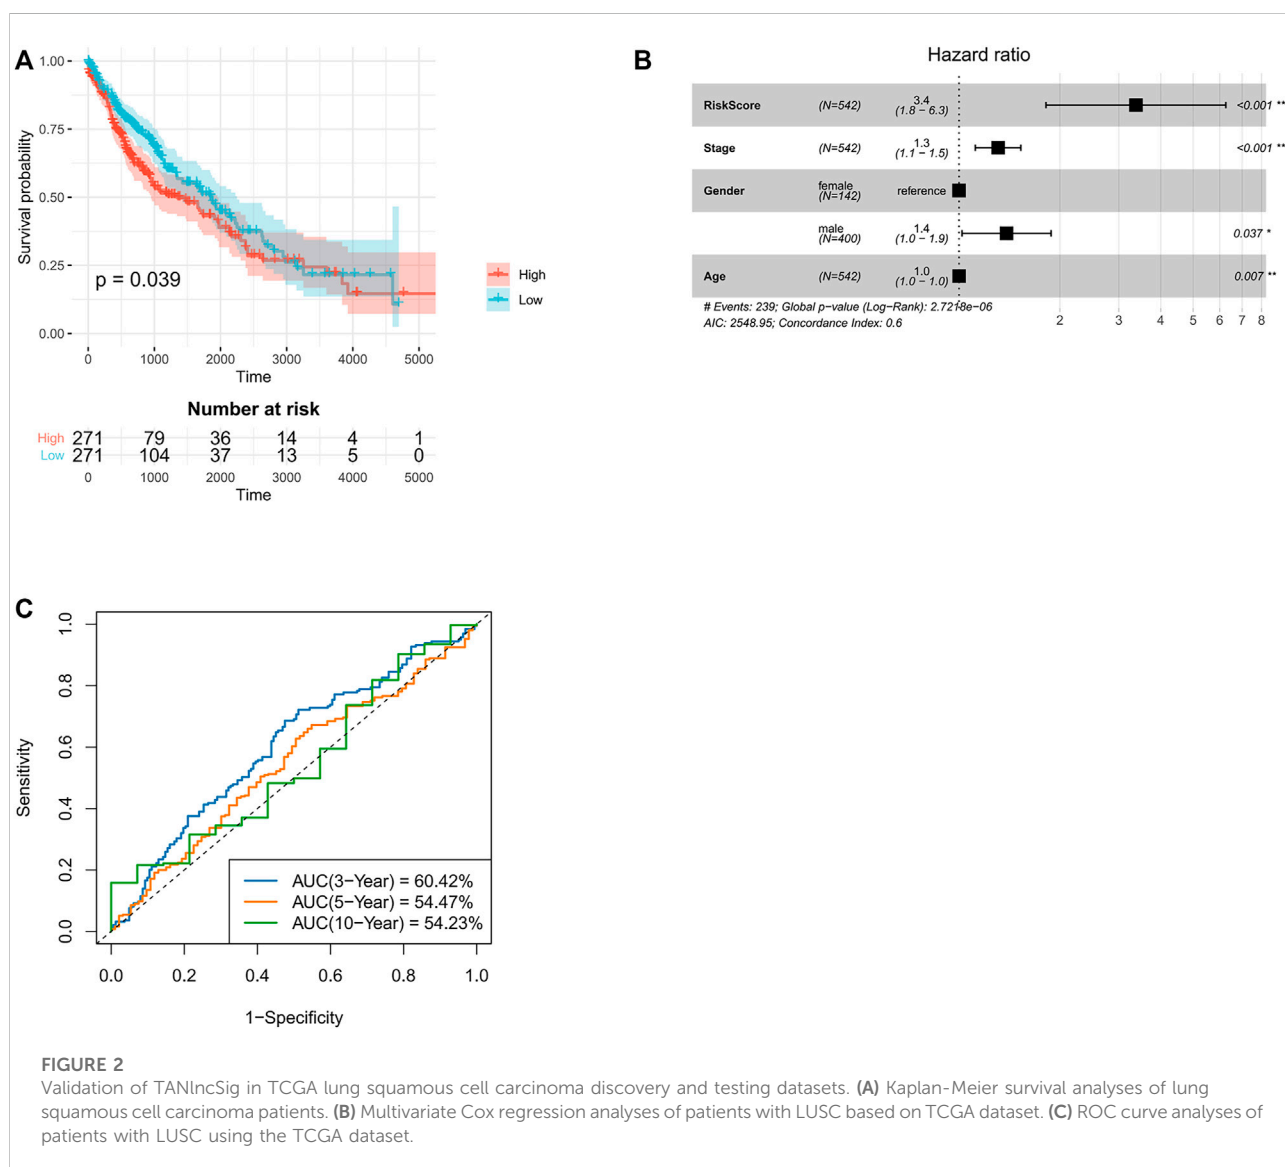 A
1.00
0.75
0.50
0.25
0.00
Survival probability
p = 0.039
0 1000 2000 3000 4000 5000
Time
High
Low
Number at risk
High 271 79 36 14 4 1
Low 271 104 37 13 5 0
0 1000 2000 3000 4000 5000
Time
B
Hazard ratio
RiskScore (N=542) 3.4 (1.8 − 6.3) <0.001 **
Stage (N=542) 1.3 (1.1 − 1.5) <0.001 **
Gender female (N=142) reference
male (N=400) 1.4 (1.0 − 1.9) 0.037 *
Age (N=542) 1.0 (1.0 − 1.0) 0.007 **
# Events: 239; Global p−value (Log−Rank): 2.7218e−06
AIC: 2548.95; Concordance Index: 0.6
2 3 4 5 6 7 8
C
1.0
0.8
0.6
0.4
0.2
0.0
Sensitivity
AUC(3−Year) = 60.42%
AUC(5−Year) = 54.47%
AUC(10−Year) = 54.23%
0.0 0.2 0.4 0.6 0.8 1.0
1−Specificity
FIGURE 2
Validation of TANlncSig in TCGA lung squamous cell carcinoma discovery and testing datasets. (A) Kaplan-Meier survival analyses of lung
squamous cell carcinoma patients. (B) Multivariate Cox regression analyses of patients with LUSC based on TCGA dataset. (C) ROC curve analyses of
patients with LUSC using the TCGA dataset.